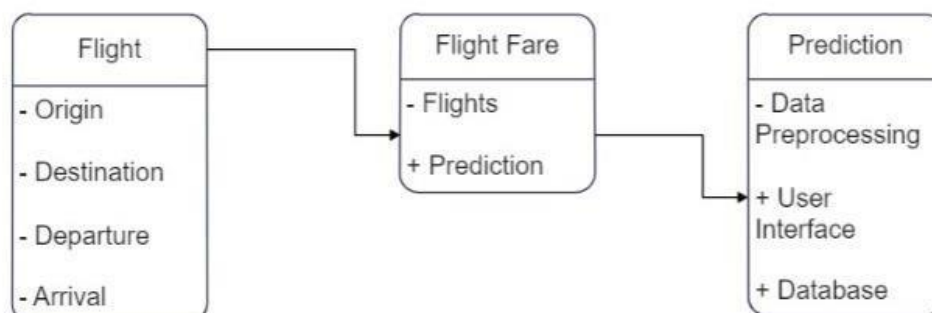 Flight
- Origin
- Destination
- Departure
- Arrival
Flight Fare
- Flights
+ Prediction
Prediction
- Data
Preprocessing
+ User
Interface
+ Database